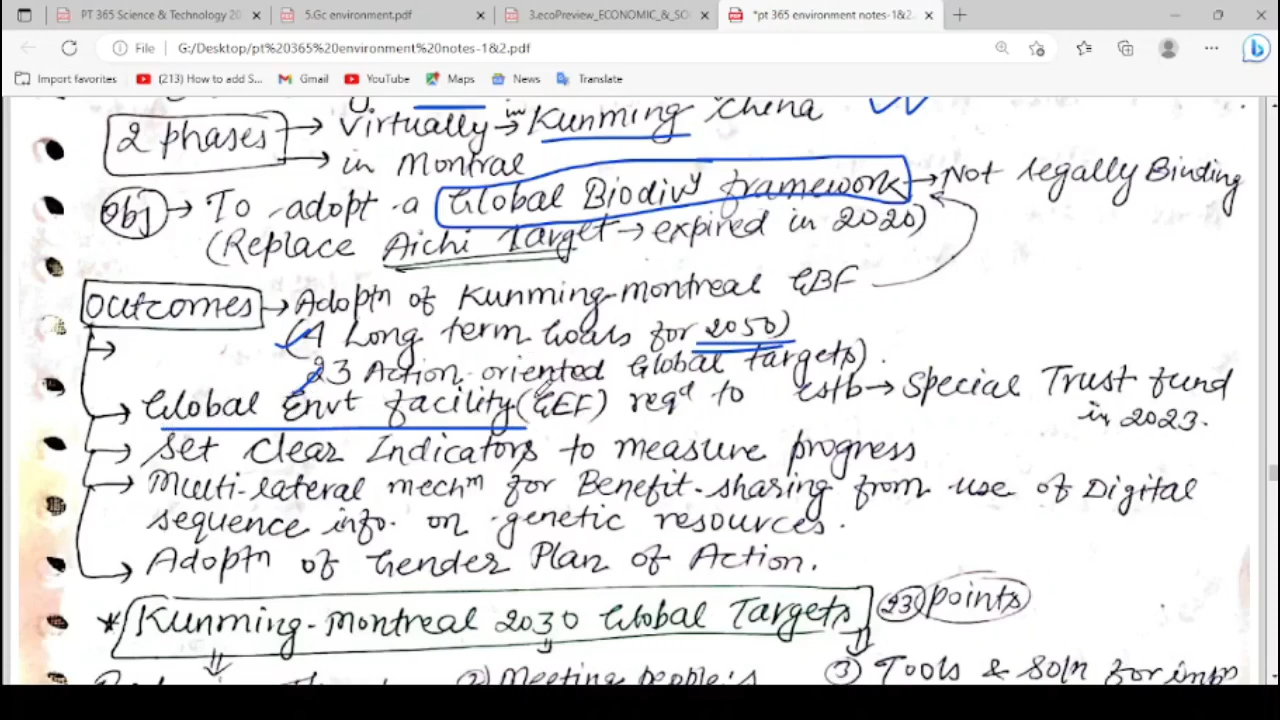 PT 365 Science & Technology 20
5.Gc environment.pdf
3.ecoPreview_ECONOMIC_&_SO
*pt 365 environment notes-1&2.
File
G:/Desktop/pt%20365%20environment%20notes-1&2.pdf
Import favorites
(213) How to add S...
Gmail
YouTube
Maps
News
Translate
2 phases → Virtually in → Kunming China
→ in Montral
Obj → To adopt a Global Biodivy framework → Not legally Binding
(Replace Aichi Target → expired in 2020)
Outcomes → Adoptn of Kunming-montreal GBF
(4 Long term Goals for 2050)
23 Action-oriented Global Targets).
→ Global Envt facility (GEF) reqd to estb → Special Trust fund
in 2023.
→ Set Clear Indicators to measure progress
→ Multi-lateral mechm for Benefit-sharing from use of Digital
sequence info. on genetic resources.
→ Adoptn of Gender Plan of Action.
* Kunming-Montreal 2030 Global Targets (23) points
(2) Meeting people's
(3) Tools & Soln for impn